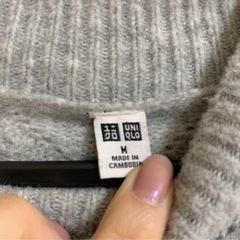 ユニ UNI
クロ QLO
M
MADE IN
CAMBODIA